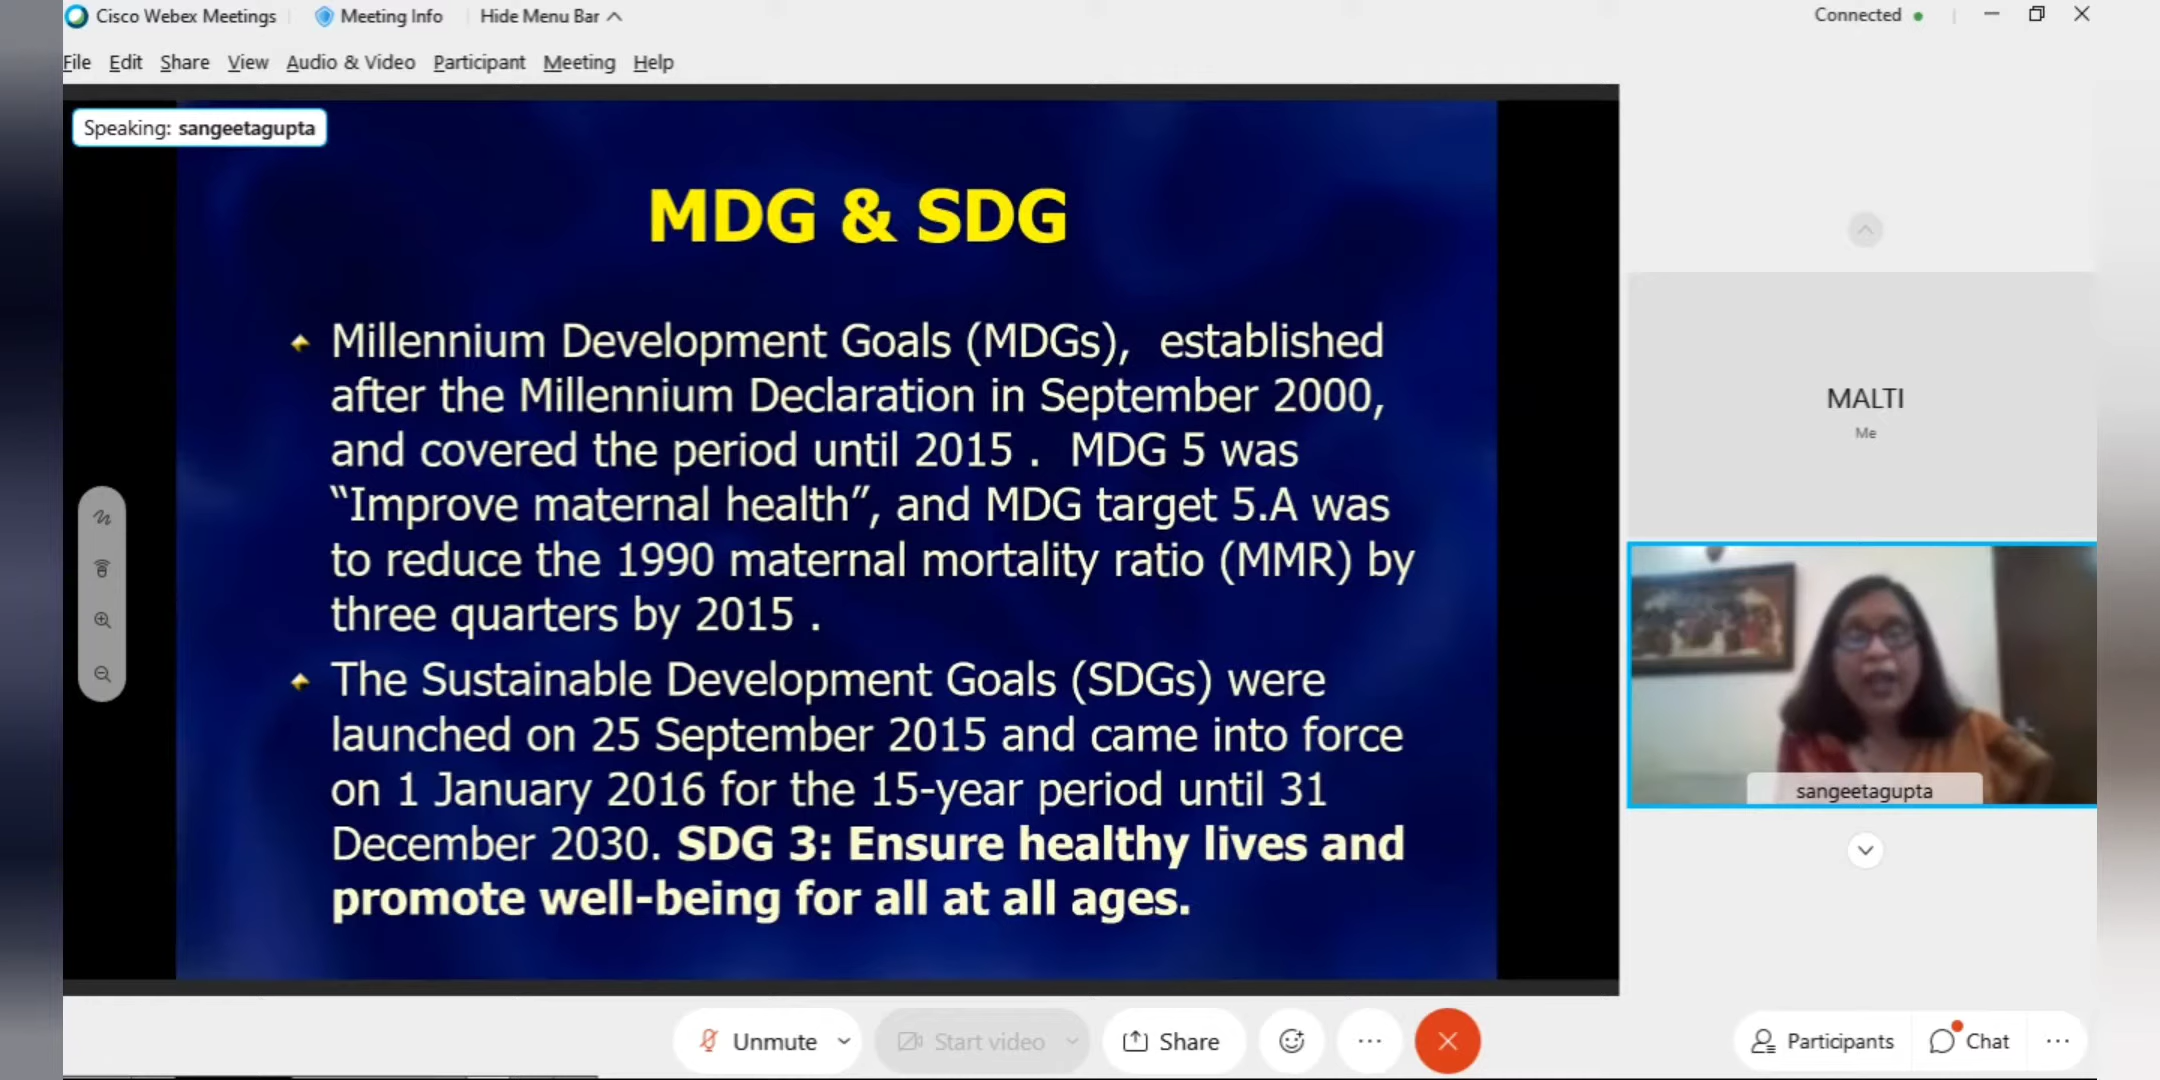 Cisco Webex Meetings Meeting Info Hide Menu Bar Connected
File Edit Share View Audio & Video Participant Meeting Help
Speaking: sangeetagupta
MDG & SDG
Millennium Development Goals (MDGs), established
after the Millennium Declaration in September 2000,
and covered the period until 2015 . MDG 5 was
“Improve maternal health”, and MDG target 5.A was
to reduce the 1990 maternal mortality ratio (MMR) by
three quarters by 2015 .
The Sustainable Development Goals (SDGs) were
launched on 25 September 2015 and came into force
on 1 January 2016 for the 15-year period until 31
December 2030. SDG 3: Ensure healthy lives and
promote well-being for all at all ages.
MALTI
Me
sangeetagupta
Unmute Start video Share Participants Chat